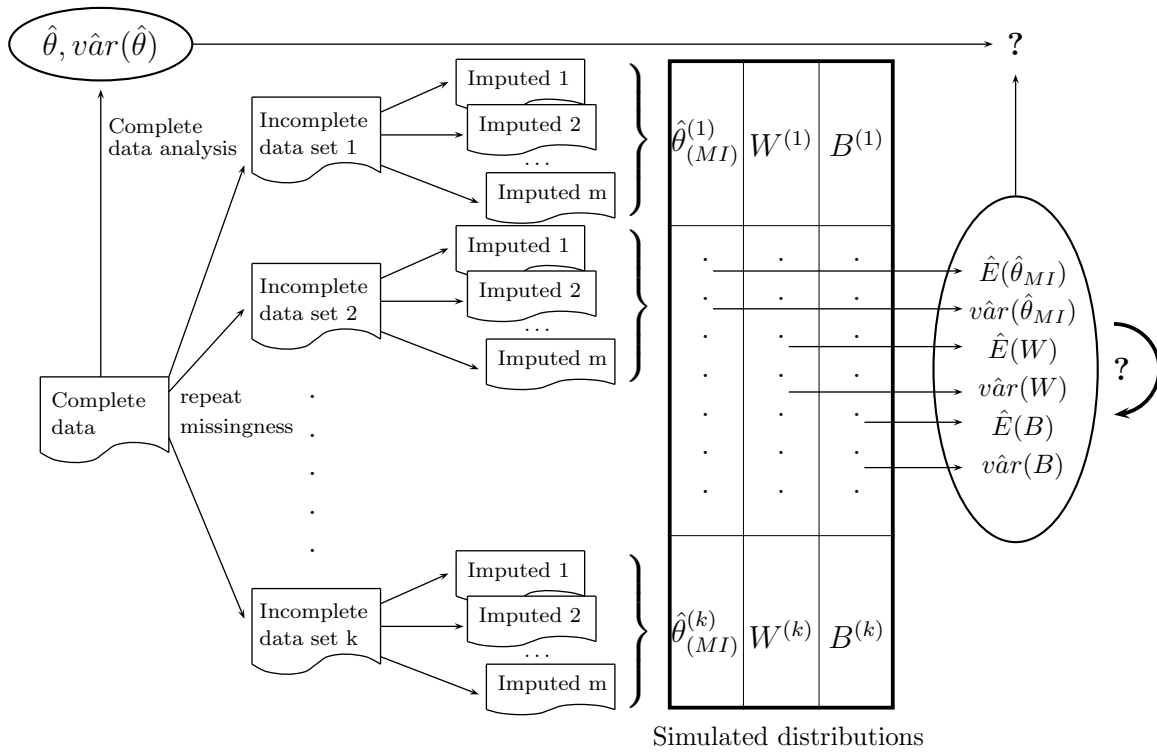 θ̂, vâr(θ̂)
?
Complete
data analysis
Incomplete
data set 1
Imputed 1
Imputed 2
...
Imputed m
θ̂(MI)^(1) W^(1) B^(1)
Incomplete
data set 2
Imputed 1
Imputed 2
...
Imputed m
Ê(θ̂_MI)
vâr(θ̂_MI)
Ê(W)
vâr(W)
Ê(B)
vâr(B)
?
Complete
data
repeat
missingness
Incomplete
data set k
Imputed 1
Imputed 2
...
Imputed m
θ̂(MI)^(k) W^(k) B^(k)
Simulated distributions